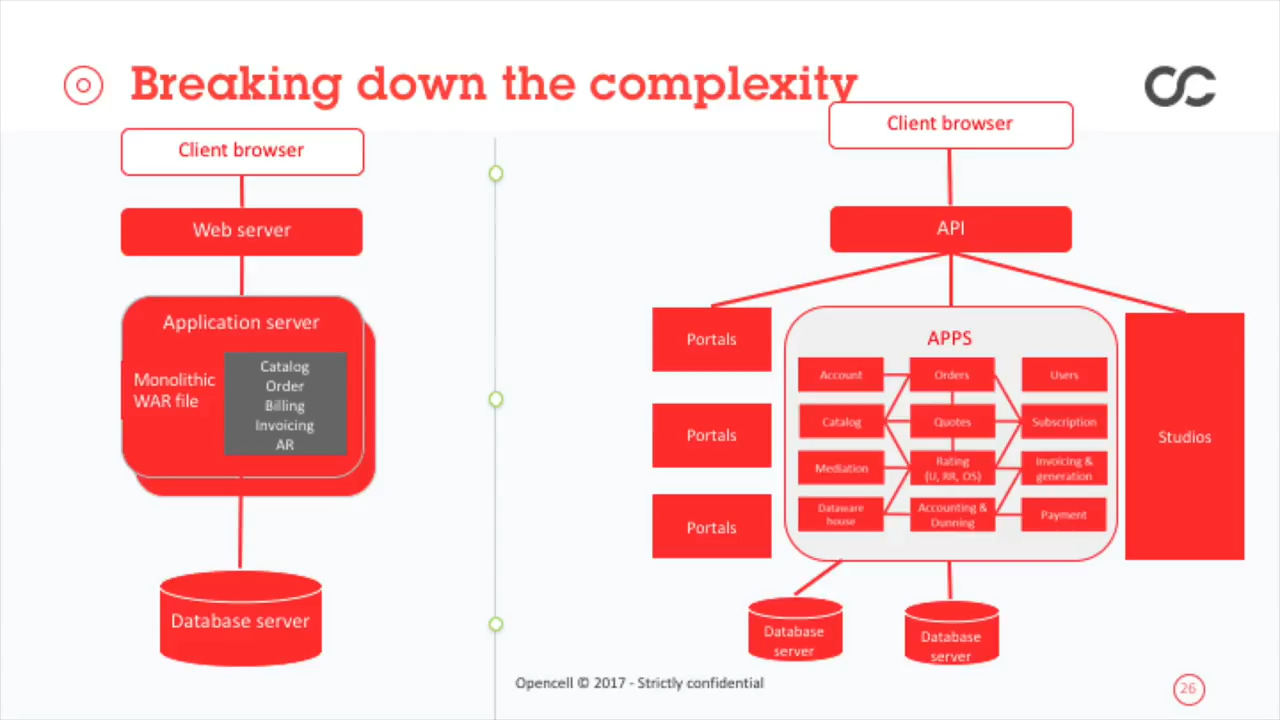 Breaking down the complexity
Client browser
Web server
Application server
Monolithic
WAR file
Catalog
Order
Billing
Invoicing
AR
Database server
Client browser
API
Portals
Portals
Portals
APPS
Account
Orders
Users
Catalog
Quotes
Subscription
Mediation
Rating
(U, RR, OS)
Invoicing &
generation
Dataware
house
Accounting &
Dunning
Payment
Studios
Database
server
Database
server
Opencell © 2017 - Strictly confidential
26